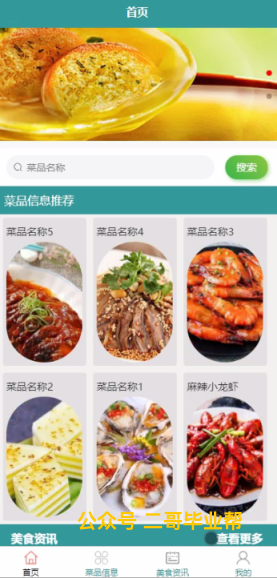 首页
菜品名称
搜索
菜品信息推荐
菜品名称5
菜品名称4
菜品名称3
菜品名称2
菜品名称1
麻辣小龙虾
公众号 二哥毕业帮
美食资讯
查看更多
首页
菜品信息
美食资讯
我的